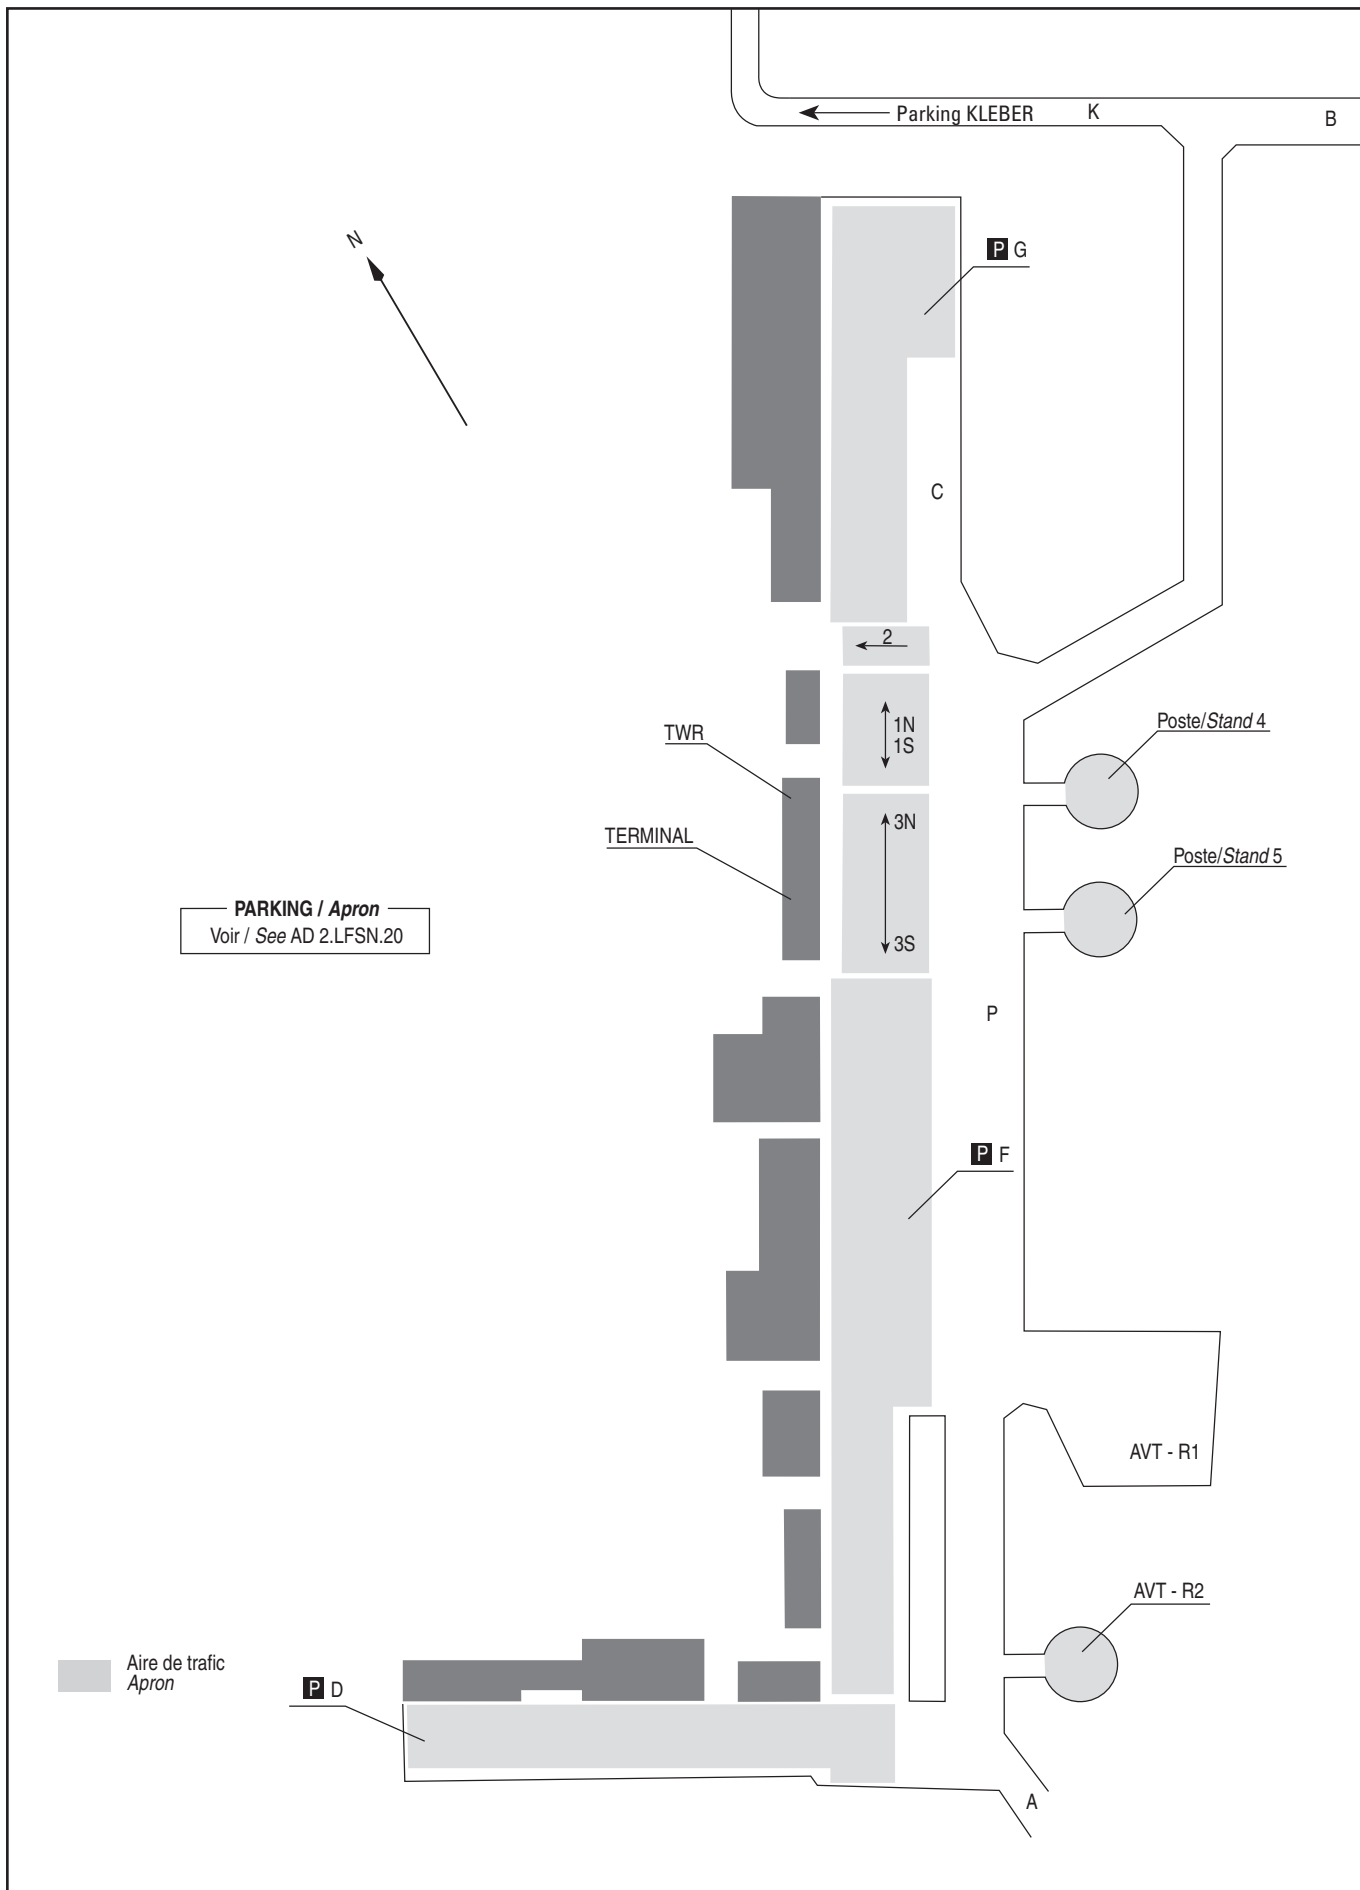 Parking KLEBER
K
B
N
P G
C
2
1N
1S
TWR
Poste/Stand 4
3N
TERMINAL
Poste/Stand 5
PARKING / Apron
Voir / See AD 2.LFSN.20
3S
P
P F
AVT - R1
AVT - R2
Aire de trafic
Apron
P D
A